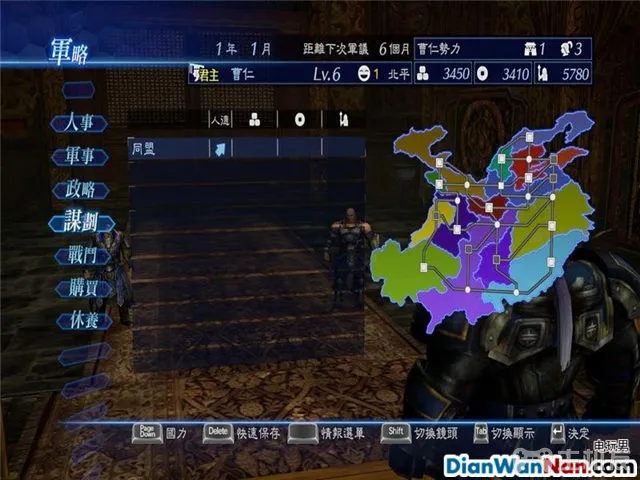 軍略
1年 1月 距離下次軍議 6個月 曹仁勢力 1 3
君主 曹仁 Lv.6 1 北平 3450 3410 5780
人適
同盟
人事
軍事
政略
謀劃
戰鬥
購買
休養
Page Down 國力 Delete 快速保存 情報選單 Shift 切換鏡頭 Tab 切換顯示 決定
电玩男
DianWanNan.com